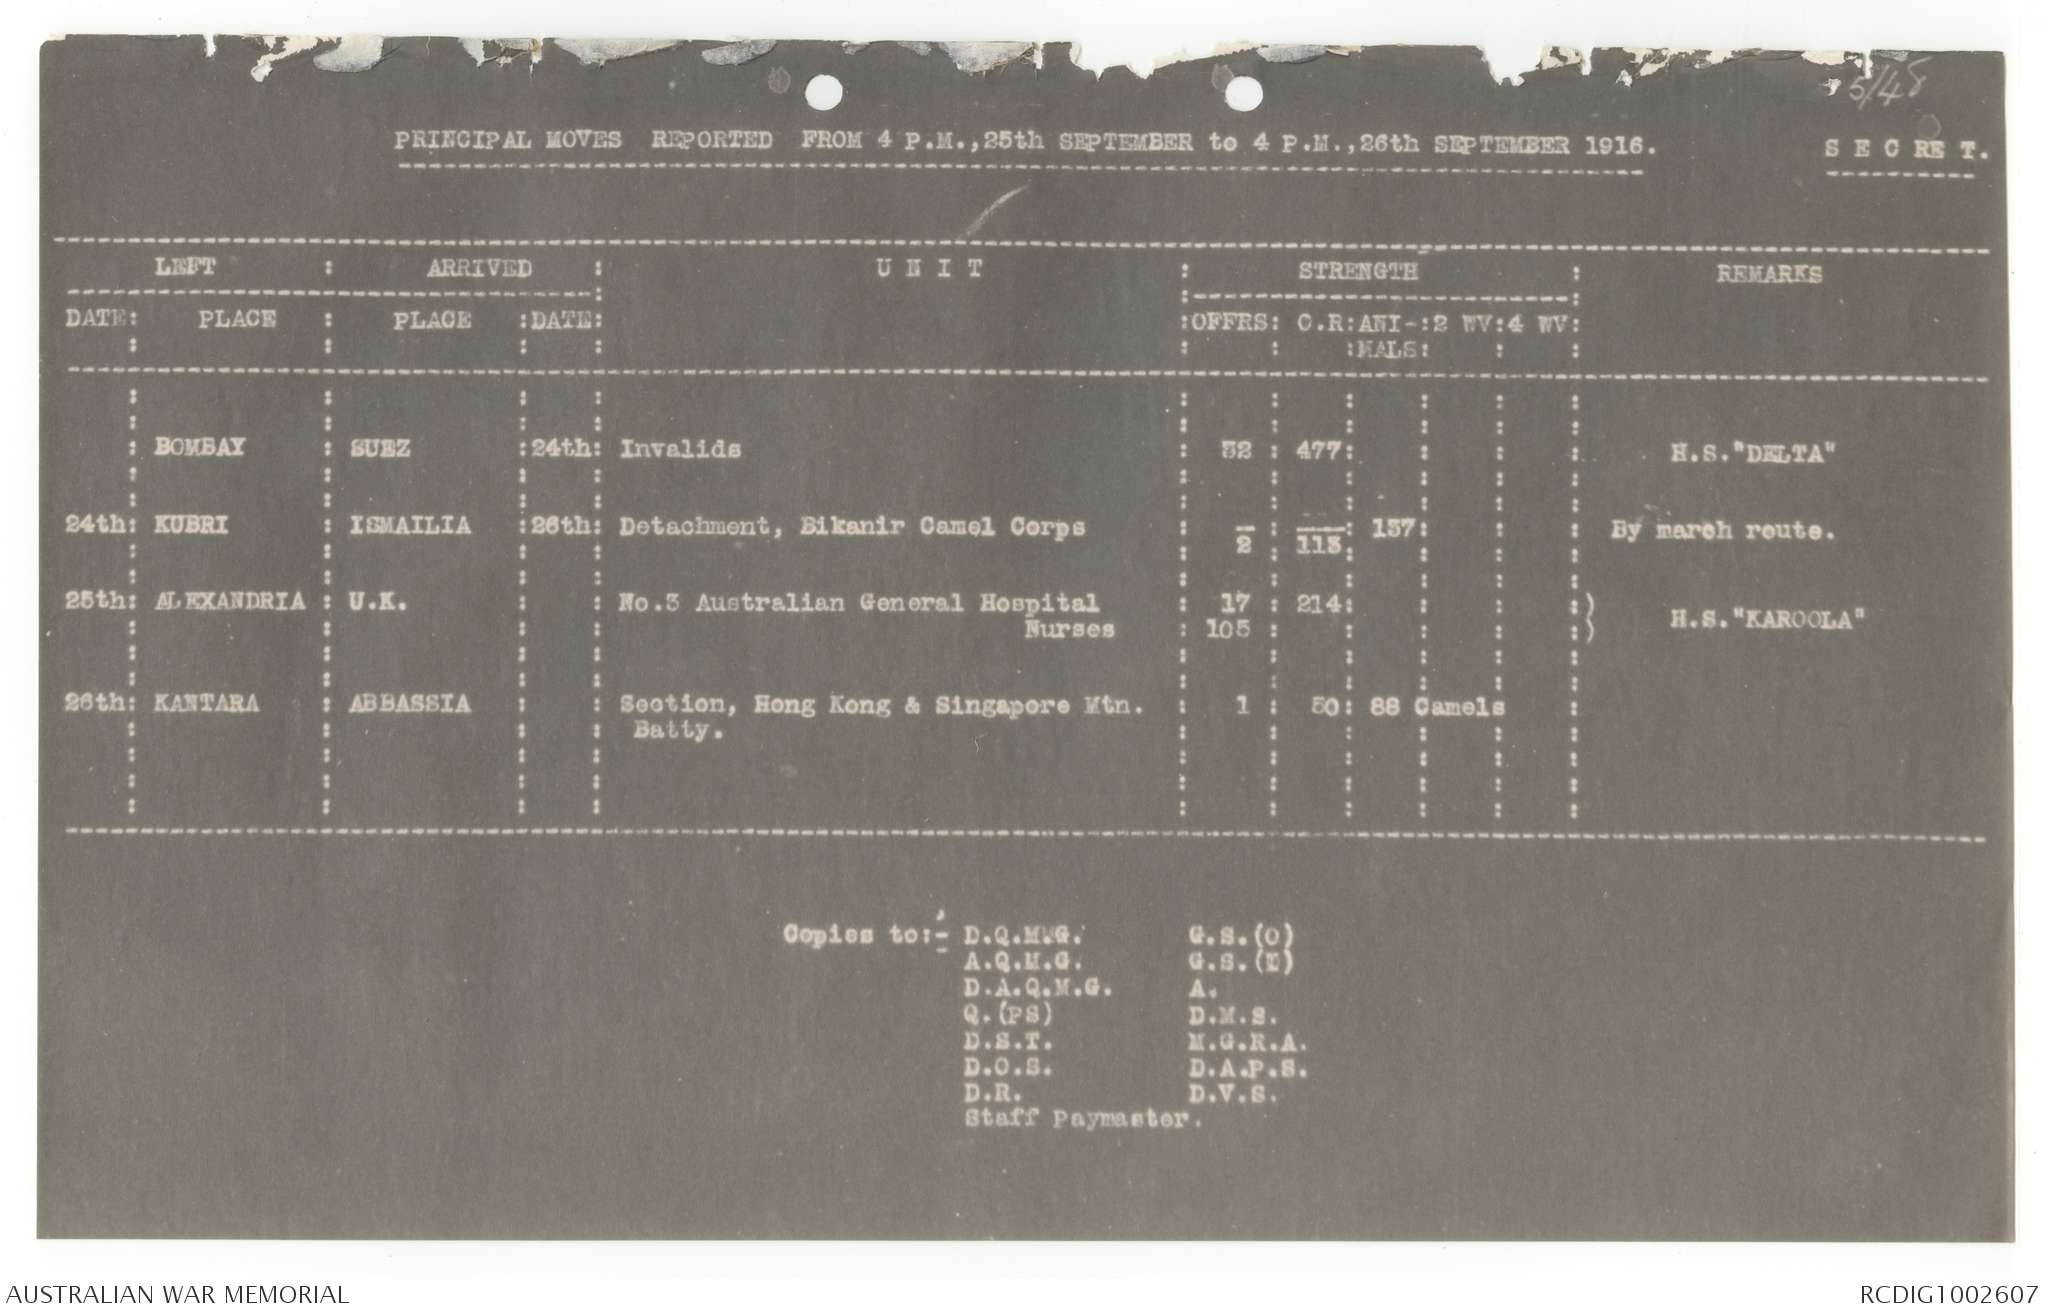 5/48
PRINCIPAL MOVES REPORTED FROM 4 P.M.,25th SEPTEMBER to 4 P.M.,26th SEPTEMBER 1916.
S E C RE T.
LEFT : ARRIVED : U N I T : STRENGTH : REMARKS
DATE: PLACE : PLACE :DATE: :OFFRS: O.R:ANI-:2 WV:4 WV:
:MALS:
: BOMBAY : SUEZ :24th: Invalids : 32 : 477: H.S."DELTA"
24th: KUBRI : ISMAILIA :26th: Detachment, Bikanir Camel Corps : — : —: 137: By march route.
2 113
25th: ALEXANDRIA : U.K. : : No.3 Australian General Hospital : 17 : 214: ) H.S."KAROOLA"
Nurses : 105 : )
26th: KANTARA : ABBASSIA : : Section, Hong Kong & Singapore Mtn. : 1 : 50: 88 Camels
Batty.
Copies to:- D.Q.M.G. G.S.(O)
A.Q.M.G. G.S.(I)
D.A.Q.M.G. A.
Q.(PS) D.M.S.
D.S.T. M.G.R.A.
D.O.S. D.A.P.S.
D.R. D.V.S.
Staff Paymaster.
AUSTRALIAN WAR MEMORIAL
RCDIG1002607